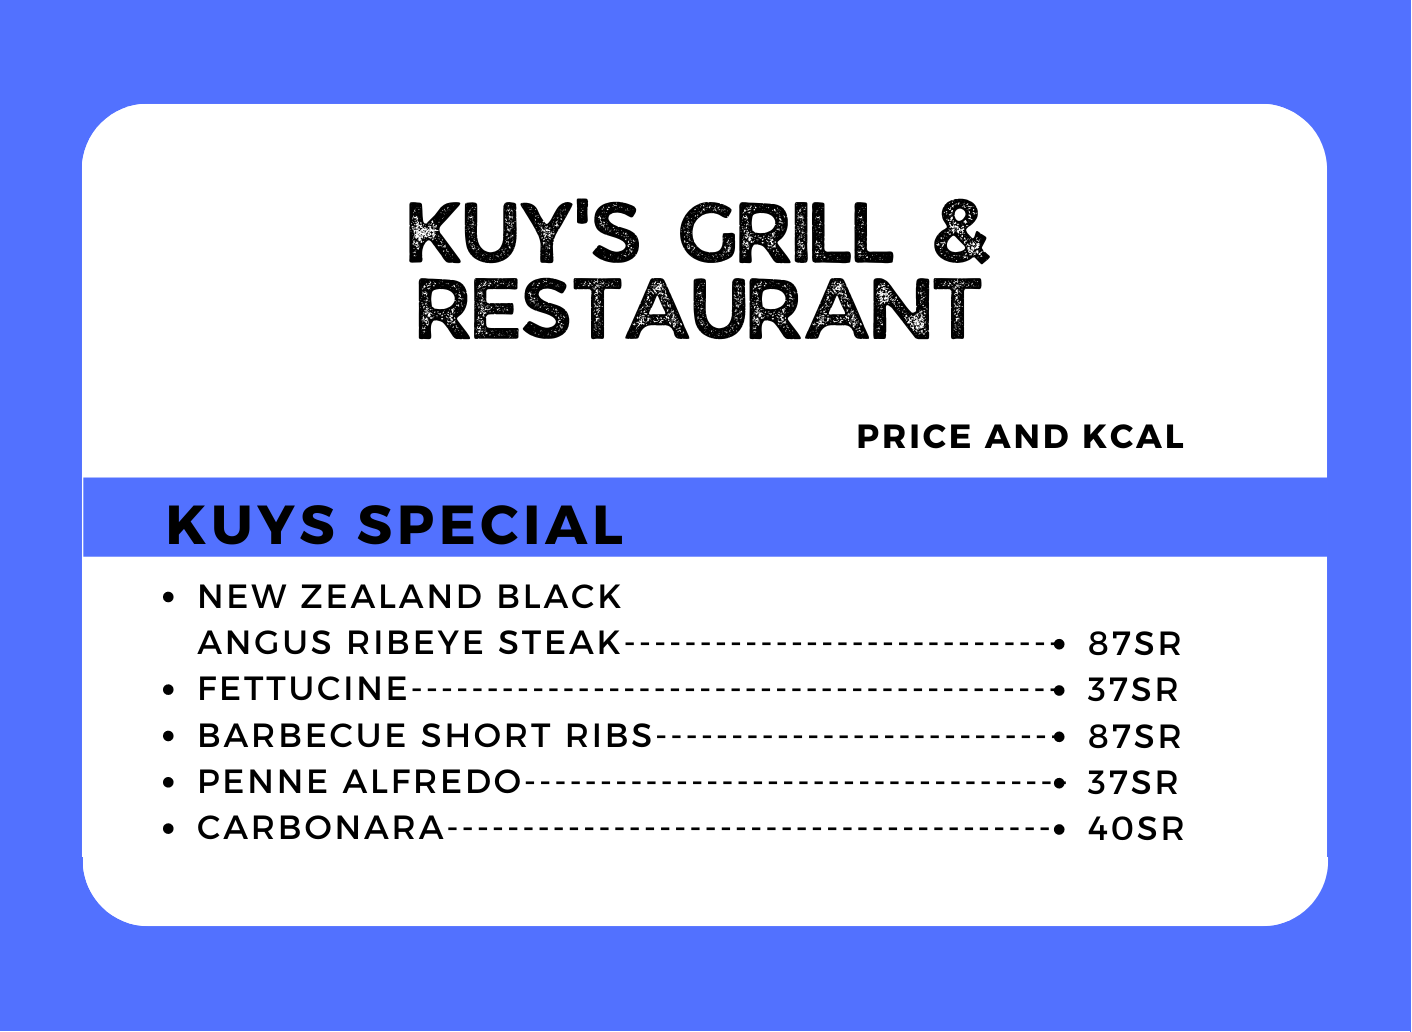 KUY'S GRILL &
RESTAURANT
PRICE AND KCAL
KUYS SPECIAL
• NEW ZEALAND BLACK
ANGUS RIBEYE STEAK----------------------------• 87SR
• FETTUCINE------------------------------------------• 37SR
• BARBECUE SHORT RIBS--------------------------• 87SR
• PENNE ALFREDO-----------------------------------• 37SR
• CARBONARA----------------------------------------• 40SR